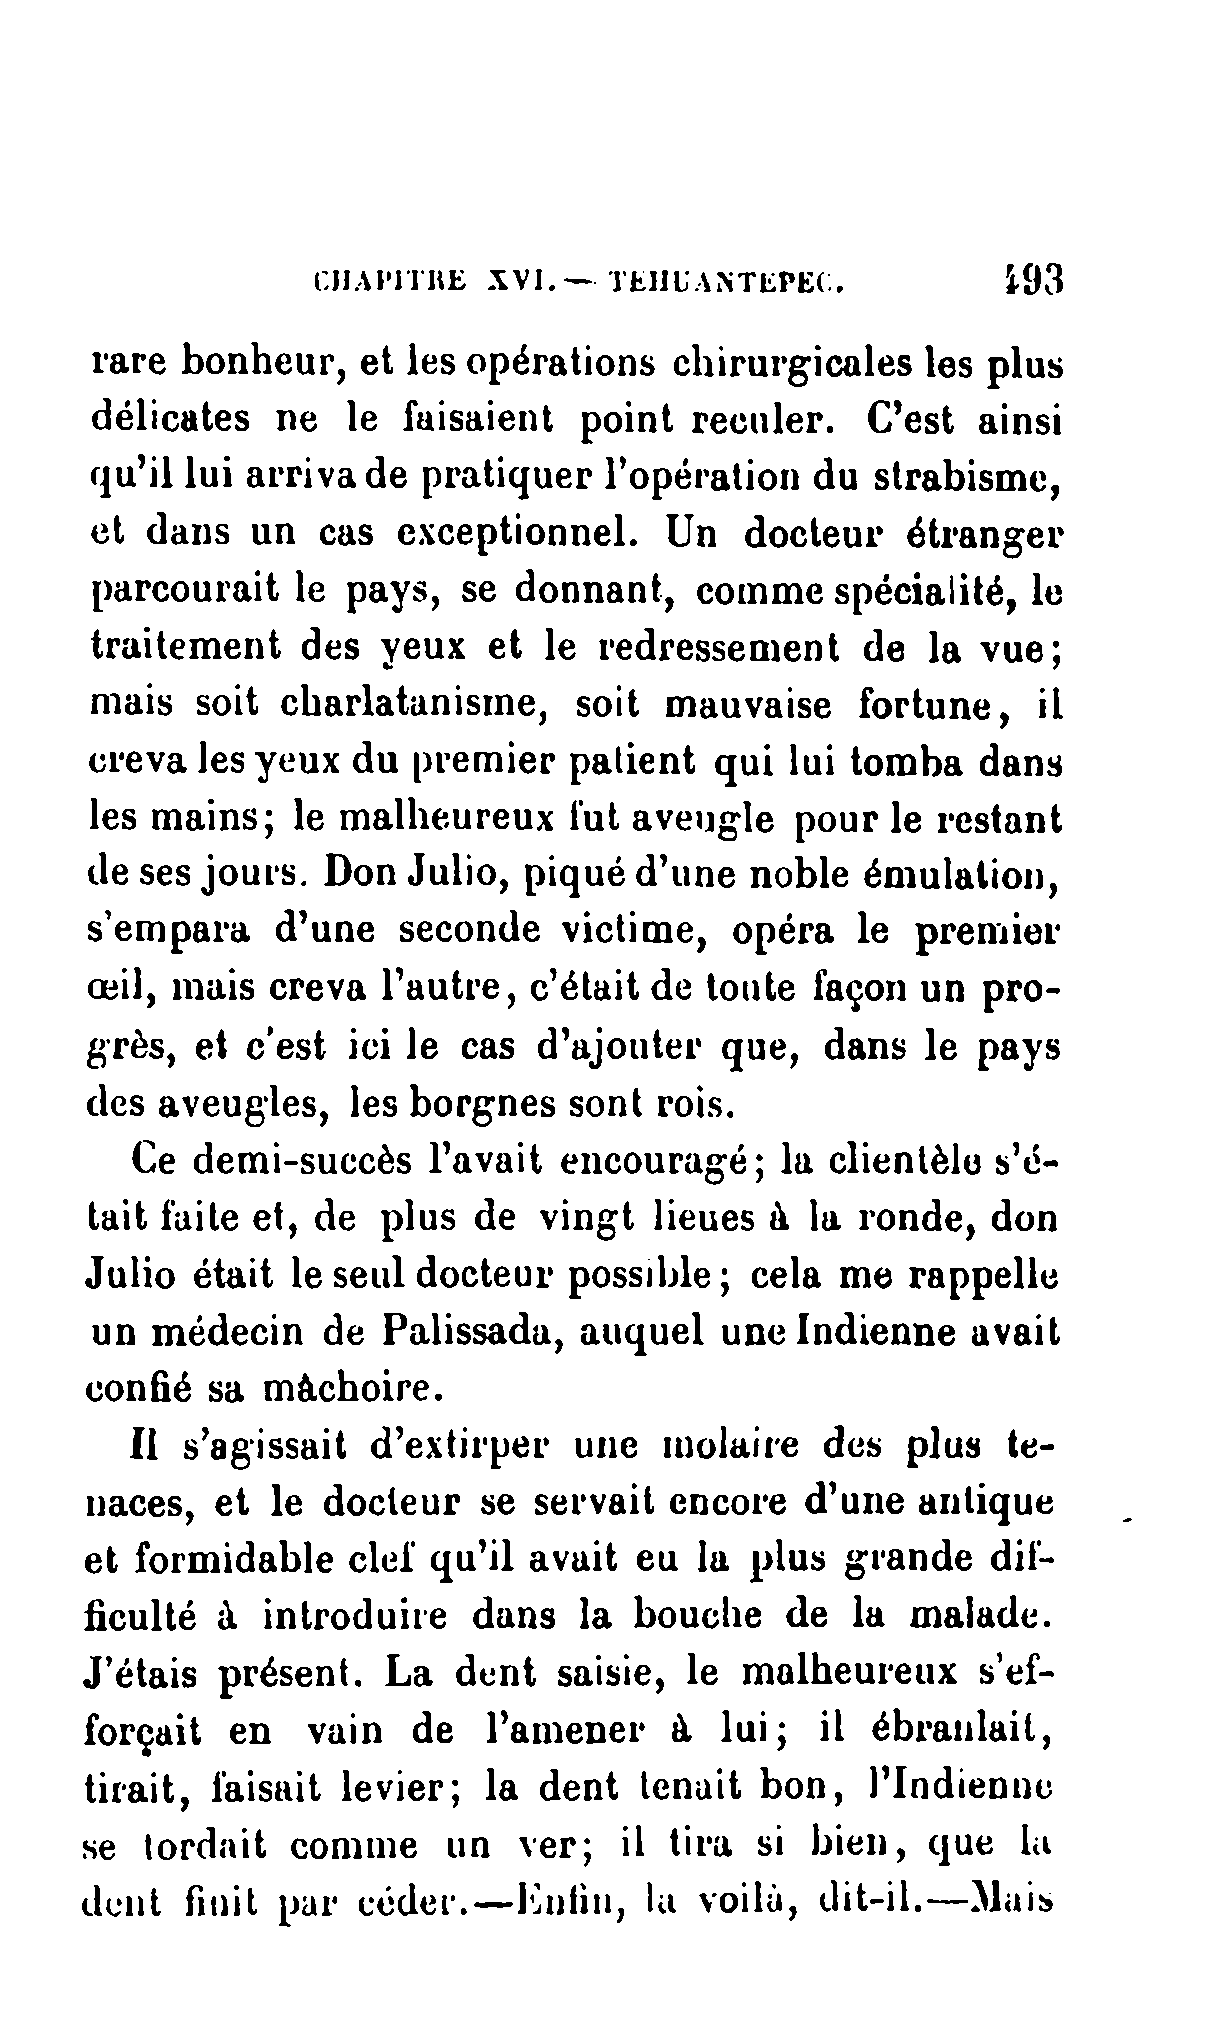 CHAPITRE XVI.— TEHUANTEPEC. 493
rare bonheur, et les opérations chirurgicales les plus
délicates ne le faisaient point reculer. C'est ainsi
qu'il lui arriva de pratiquer l'opération du strabisme,
et dans un cas exceptionnel. Un docteur étranger
parcourait le pays, se donnant, comme spécialité, le
traitement des yeux et le redressement de la vue;
mais soit charlatanisme, soit mauvaise fortune, il
creva les yeux du premier patient qui lui tomba dans
les mains; le malheureux fut aveugle pour le restant
de ses jours. Don Julio, piqué d'une noble émulation,
s'empara d'une seconde victime, opéra le premier
œil, mais creva l'autre, c'était de toute façon un pro-
grès, et c'est ici le cas d'ajouter que, dans le pays
des aveugles, les borgnes sont rois.
Ce demi-succès l'avait encouragé; la clientèle s'é-
tait faite et, de plus de vingt lieues à la ronde, don
Julio était le seul docteur possible; cela me rappelle
un médecin de Palissada, auquel une Indienne avait
confié sa mâchoire.
Il s'agissait d'extirper une molaire des plus te-
naces, et le docteur se servait encore d'une antique
et formidable clef qu'il avait eu la plus grande dif-
ficulté à introduire dans la bouche de la malade.
J'étais présent. La dent saisie, le malheureux s'ef-
forçait en vain de l'amener à lui; il ébranlait,
tirait, faisait levier; la dent tenait bon, l'Indienne
se tordait comme un ver; il tira si bien, que la
dent finit par céder.—Enfin, la voilà, dit-il.—Mais